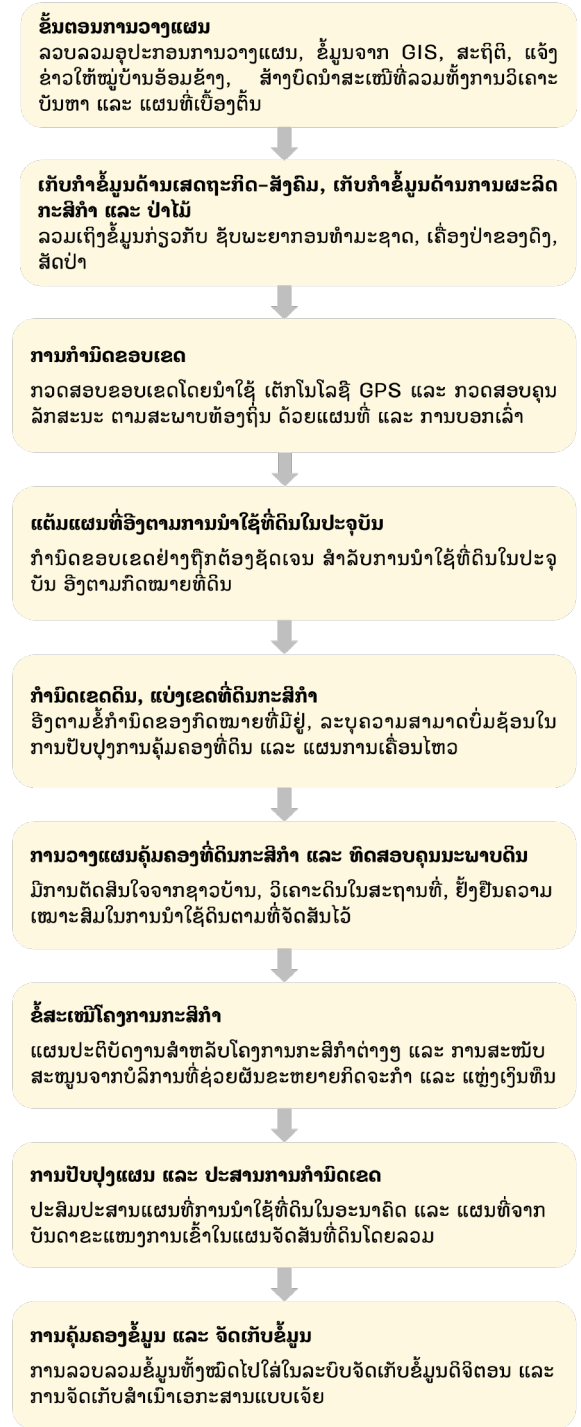 ຂັ້ນຕອນການວາງແຜນ
ລວບລວມອຸປະກອນການວາງແຜນ, ຂໍ້ມູນຈາກ GIS, ສະຖິຕິ, ແຈ້ງ
ຂ່າວໃຫ້ໝູ່ບ້ານອ້ອມຂ້າງ, ສ້າງບົດນຳສະເໜີທີ່ລວມທັງການວິເຄາະ
ບັນຫາ ແລະ ແຜນທີ່ເບື້ອງຕົ້ນ
ເກັບກຳຂໍ້ມູນດ້ານເສດຖະກິດ-ສັງຄົມ, ເກັບກຳຂໍ້ມູນດ້ານການຜະລິດ
ກະສິກຳ ແລະ ປ່າໄມ້
ລວມເຖິງຂໍ້ມູນກ່ຽວກັບ ຊັບພະຍາກອນທຳມະຊາດ, ເຄື່ອງປ່າຂອງດົງ,
ສັດປ່າ
ການກຳນົດຂອບເຂດ
ກວດສອບຂອບເຂດໂດຍນຳໃຊ້ ເຕັກໂນໂລຊີ GPS ແລະ ກວດສອບຄຸນ
ລັກສະນະ ຕາມສະພາບທ້ອງຖິ່ນ ດ້ວຍແຜນທີ່ ແລະ ການບອກເລົ່າ
ແຕ້ມແຜນທີ່ອີງຕາມການນຳໃຊ້ທີ່ດິນໃນປະຈຸບັນ
ກຳນົດຂອບເຂດຢ່າງຖືກຕ້ອງຊັດເຈນ ສຳລັບການນຳໃຊ້ທີ່ດິນໃນປະຈຸ
ບັນ ອີງຕາມກົດໝາຍທີ່ດິນ
ກຳນົດເຂດດິນ, ແບ່ງເຂດທີ່ດິນກະສິກຳ
ອີງຕາມຂໍ້ກຳນົດຂອງກົດໝາຍທີ່ມີຢູ່, ລະບຸຄວາມສາມາດບົ່ມຊ້ອນໃນ
ການປັບປຸງການຄຸ້ມຄອງທີ່ດິນ ແລະ ແຜນການເຄື່ອນໄຫວ
ການວາງແຜນຄຸ້ມຄອງທີ່ດິນກະສິກຳ ແລະ ທົດສອບຄຸນນະພາບດິນ
ມີການຕັດສິນໃຈຈາກຊາວບ້ານ, ວິເຄາະດິນໃນສະຖານທີ່, ຢັ້ງຢືນຄວາມ
ເໝາະສົມໃນການນຳໃຊ້ດິນຕາມທີ່ຈັດສັນໄວ້
ຂໍ້ສະເໜີໂຄງການກະສິກຳ
ແຜນປະຕິບັດງານສຳຫລັບໂຄງການກະສິກຳຕ່າງໆ ແລະ ການສະໜັບ
ສະໜູນຈາກບໍລິການທີ່ຊ່ວຍຜັນຂະຫຍາຍກິດຈະກຳ ແລະ ແຫຼ່ງເງິນທຶນ
ການປັບປຸງແຜນ ແລະ ປະສານການກຳນົດເຂດ
ປະສົມປະສານແຜນທີ່ການນຳໃຊ້ທີ່ດິນໃນອະນາຄົດ ແລະ ແຜນທີ່ຈາກ
ບັນດາຂະແໜງການເຂົ້າໃນແຜນຈັດສັນທີ່ດິນໂດຍລວມ
ການຄຸ້ມຄອງຂໍ້ມູນ ແລະ ຈັດເກັບຂໍ້ມູນ
ການລວບລວມຂໍ້ມູນທັງໝົດໄປໃສ່ໃນລະບົບຈັດເກັບຂໍ້ມູນດິຈິຕອນ ແລະ
ການຈັດເກັບສຳເນົາເອກະສານແບບເຈ້ຍ